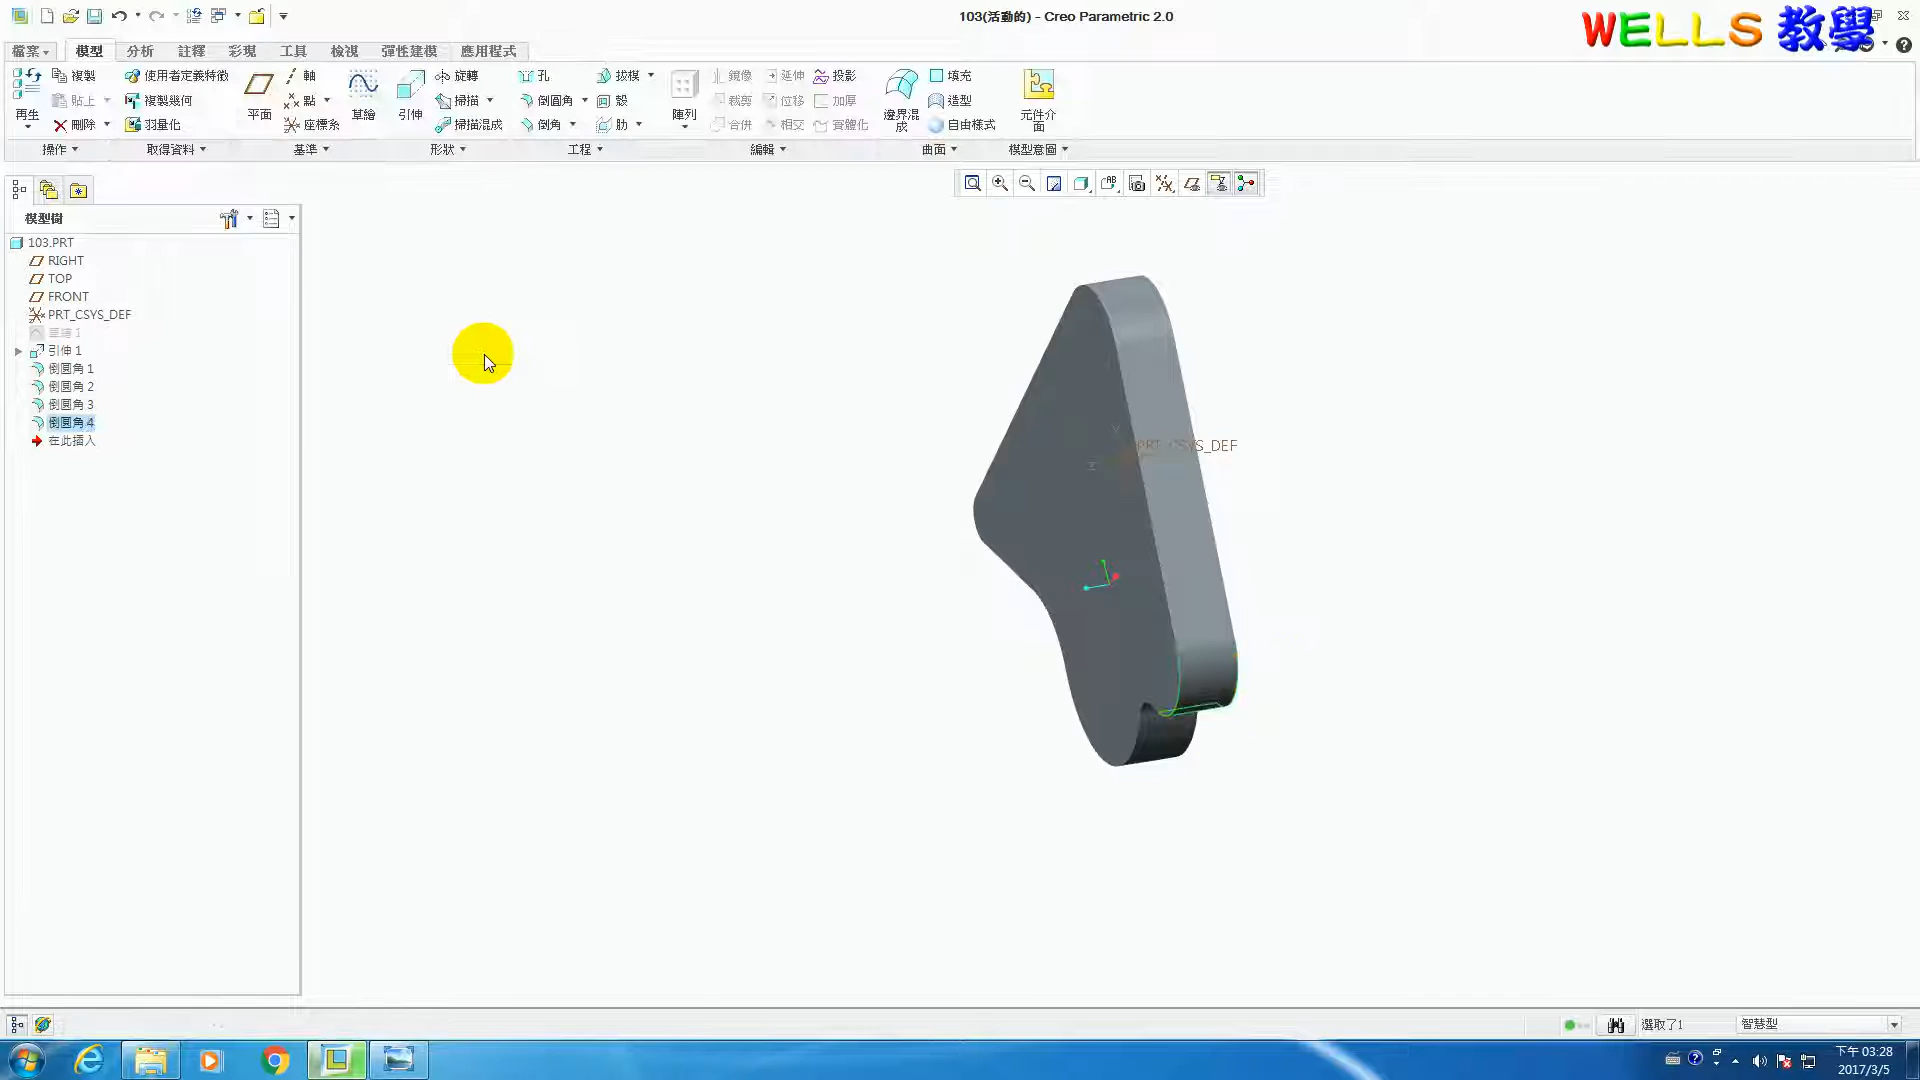 103(活動的) - Creo Parametric 2.0
WELLS 教學
檔案 模型 分析 註釋 彩現 工具 檢視 彈性建模 應用程式
再生 複製 貼上 刪除
使用者定義特徵 複製幾何 羽量化
平面 軸 點 座標系 草繪
引伸 旋轉 掃描 掃描混成
孔 倒圓角 倒角 拔模 殼 肋
陣列 鏡像 延伸 投影 裁剪 位移 加厚 合併 相交 實體化
邊界混成 填充 造型 自由樣式
元件介面
操作 取得資料 基準 形狀 工程 編輯 曲面 模型意圖
模型樹
103.PRT
RIGHT
TOP
FRONT
PRT_CSYS_DEF
草繪 1
引伸 1
倒圓角 1
倒圓角 2
倒圓角 3
倒圓角 4
在此插入
PRT_CSYS_DEF
選取了1
智慧型
下午 03:28
2017/3/5